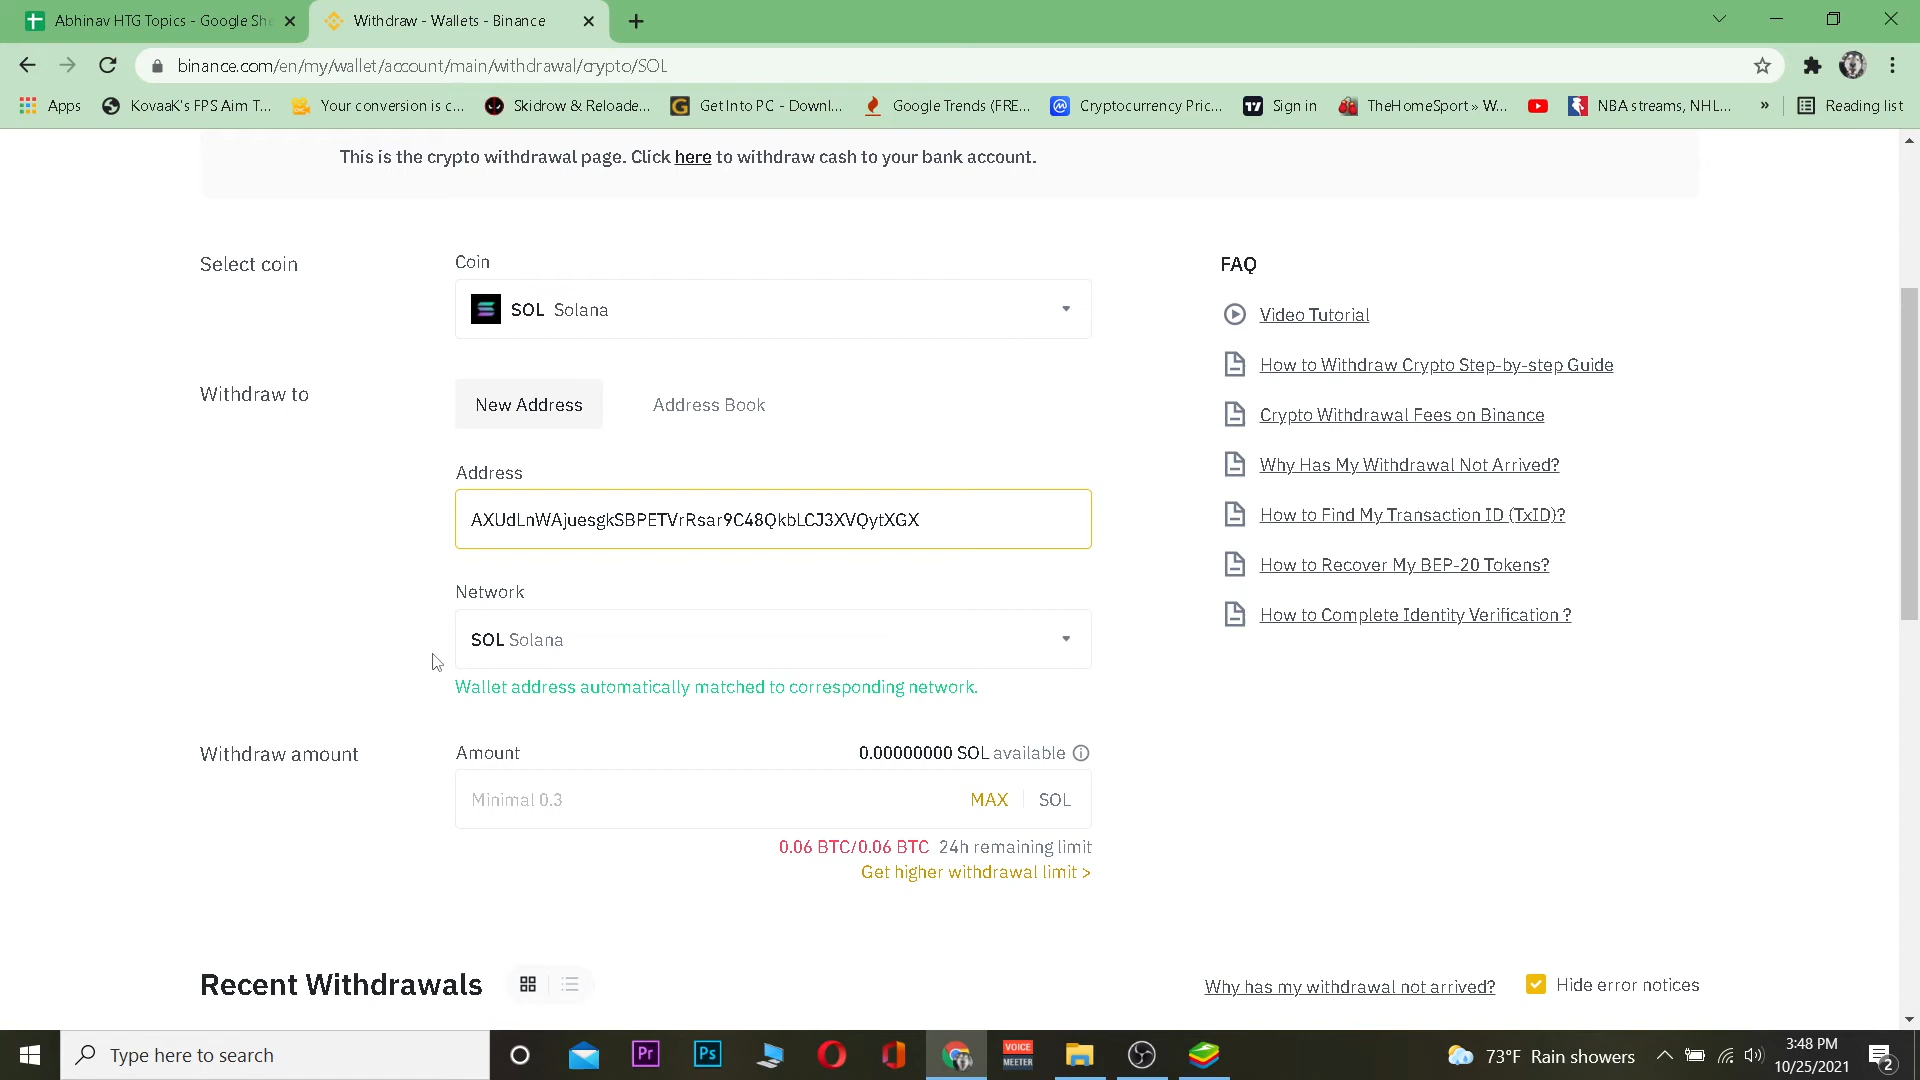 Abhinav HTG Topics - Google She
Withdraw - Wallets - Binance
binance.com/en/my/wallet/account/main/withdrawal/crypto/SOL
Apps
KovaaK's FPS Aim T...
Your conversion is c...
Skidrow & Reloade...
Get Into PC - Downl...
Google Trends (FRE...
Cryptocurrency Pric...
17
Sign in
TheHomeSport » W...
NBA streams, NHL...
»
Reading list
This is the crypto withdrawal page. Click here to withdraw cash to your bank account.
Select coin
Coin
SOL Solana
Withdraw to
New Address
Address Book
Address
AXUdLnWAjuesgkSBPETVrRsar9C48QkbLCJ3XVQytXGX
Network
SOL Solana
Wallet address automatically matched to corresponding network.
Withdraw amount
Amount
0.00000000 SOL available
Minimal 0.3
MAX
SOL
0.06 BTC/0.06 BTC 24h remaining limit
Get higher withdrawal limit >
FAQ
Video Tutorial
How to Withdraw Crypto Step-by-step Guide
Crypto Withdrawal Fees on Binance
Why Has My Withdrawal Not Arrived?
How to Find My Transaction ID (TxID)?
How to Recover My BEP-20 Tokens?
How to Complete Identity Verification ?
Recent Withdrawals
Why has my withdrawal not arrived?
Hide error notices
Type here to search
Pr
Ps
VOICE
MEETER
73°F Rain showers
3:48 PM
10/25/2021
2